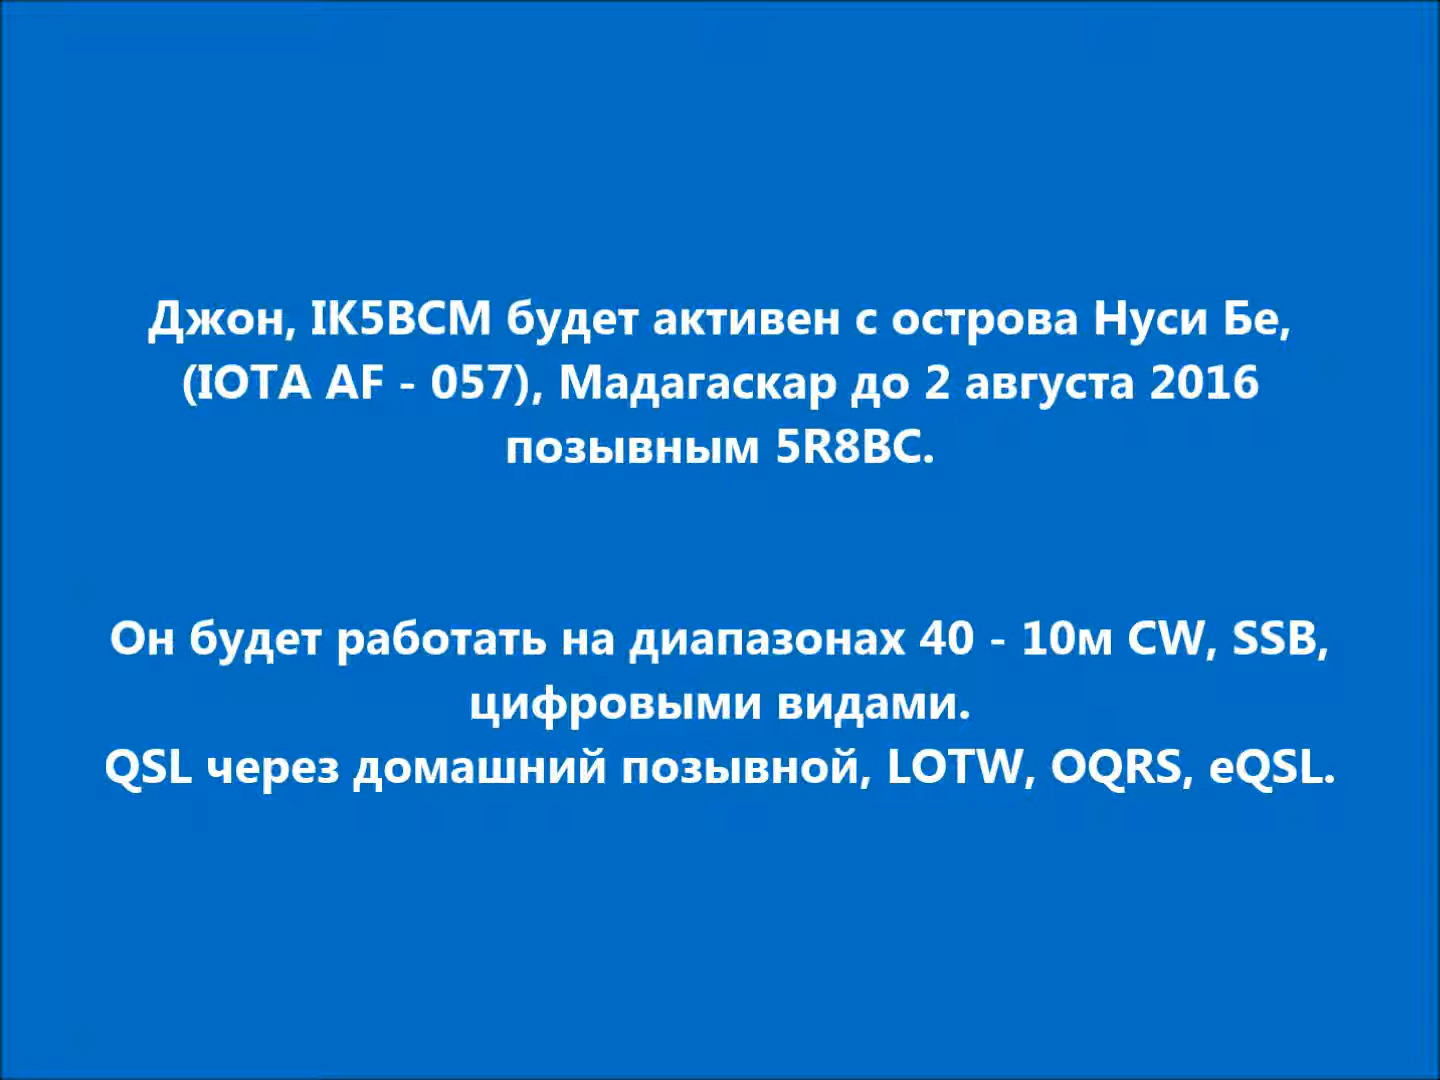 Джон, IK5BCM будет активен с острова Нуси Бе,
(IOTA AF - 057), Мадагаскар до 2 августа 2016
позывным 5R8BC.
Он будет работать на диапазонах 40 - 10м CW, SSB,
цифровыми видами.
QSL через домашний позывной, LOTW, OQRS, eQSL.